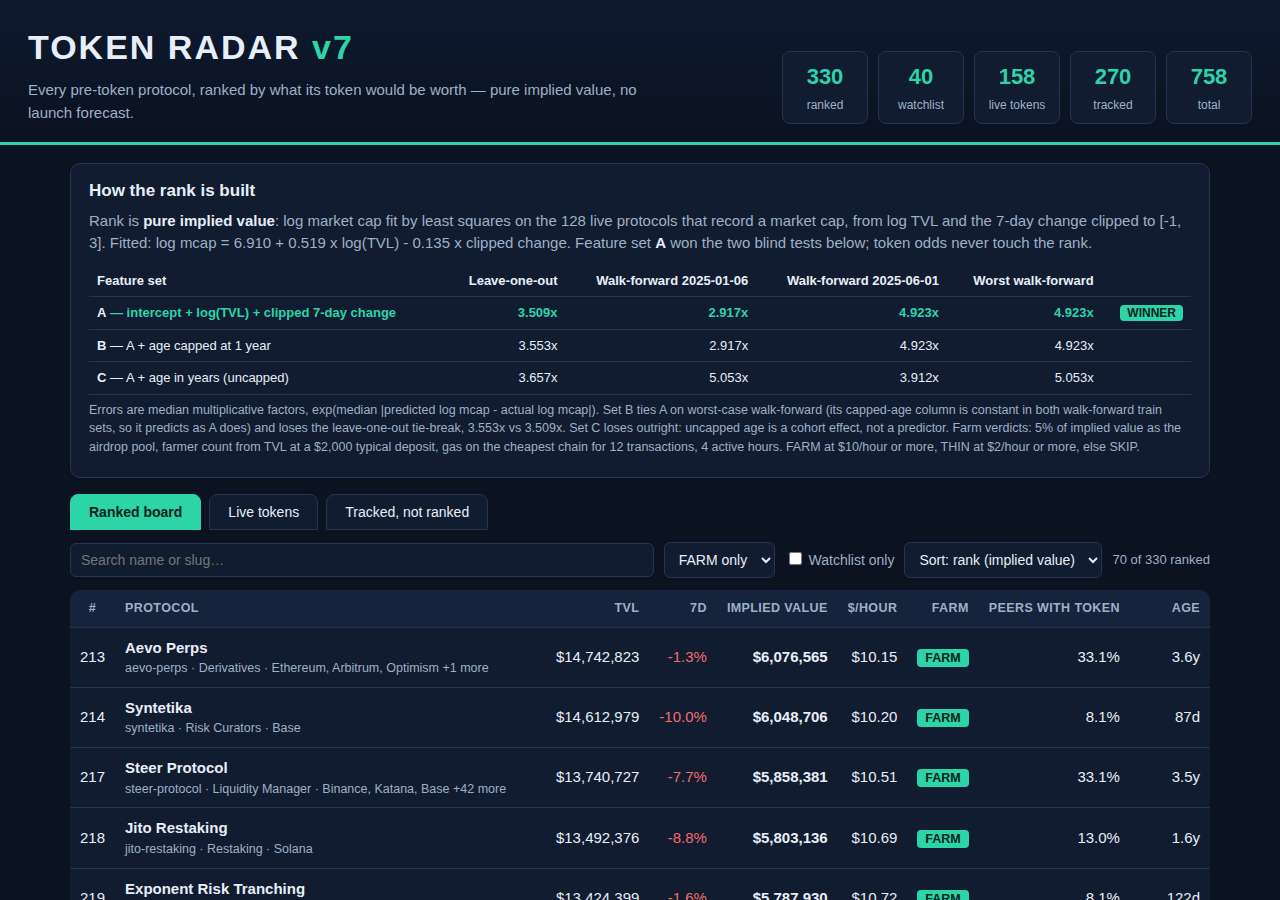 TOKEN RADAR v7
Every pre-token protocol, ranked by what its token would be worth — pure implied value, no
launch forecast.
330 40 158 270 758
ranked watchlist live tokens tracked total
How the rank is built
Rank is pure implied value: log market cap fit by least squares on the 128 live protocols that record a market cap, from log TVL and the 7-day change clipped to [-1,
3]. Fitted: log mcap = 6.910 + 0.519 x log(TVL) - 0.135 x clipped change. Feature set A won the two blind tests below; token odds never touch the rank.
Feature set Leave-one-out Walk-forward 2025-01-06 Walk-forward 2025-06-01 Worst walk-forward
A — intercept + log(TVL) + clipped 7-day change 3.509x 2.917x 4.923x 4.923x WINNER
B — A + age capped at 1 year 3.553x 2.917x 4.923x 4.923x
C — A + age in years (uncapped) 3.657x 5.053x 3.912x 5.053x
Errors are median multiplicative factors, exp(median |predicted log mcap - actual log mcap|). Set B ties A on worst-case walk-forward (its capped-age column is constant in both walk-forward train
sets, so it predicts as A does) and loses the leave-one-out tie-break, 3.553x vs 3.509x. Set C loses outright: uncapped age is a cohort effect, not a predictor. Farm verdicts: 5% of implied value as the
airdrop pool, farmer count from TVL at a $2,000 typical deposit, gas on the cheapest chain for 12 transactions, 4 active hours. FARM at $10/hour or more, THIN at $2/hour or more, else SKIP.
Ranked board Live tokens Tracked, not ranked
Search name or slug… FARM only Watchlist only Sort: rank (implied value) 70 of 330 ranked
# PROTOCOL TVL 7D IMPLIED VALUE $/HOUR FARM PEERS WITH TOKEN AGE
213 Aevo Perps $14,742,823 -1.3% $6,076,565 $10.15 FARM 33.1% 3.6y
aevo-perps · Derivatives · Ethereum, Arbitrum, Optimism +1 more
214 Syntetika $14,612,979 -10.0% $6,048,706 $10.20 FARM 8.1% 87d
syntetika · Risk Curators · Base
217 Steer Protocol $13,740,727 -7.7% $5,858,381 $10.51 FARM 33.1% 3.5y
steer-protocol · Liquidity Manager · Binance, Katana, Base +42 more
218 Jito Restaking $13,492,376 -8.8% $5,803,136 $10.69 FARM 13.0% 1.6y
jito-restaking · Restaking · Solana
219 Exponent Risk Tranching $13,424,399 -1.6% $5,787,930 $10.72 FARM 8.1% 122d